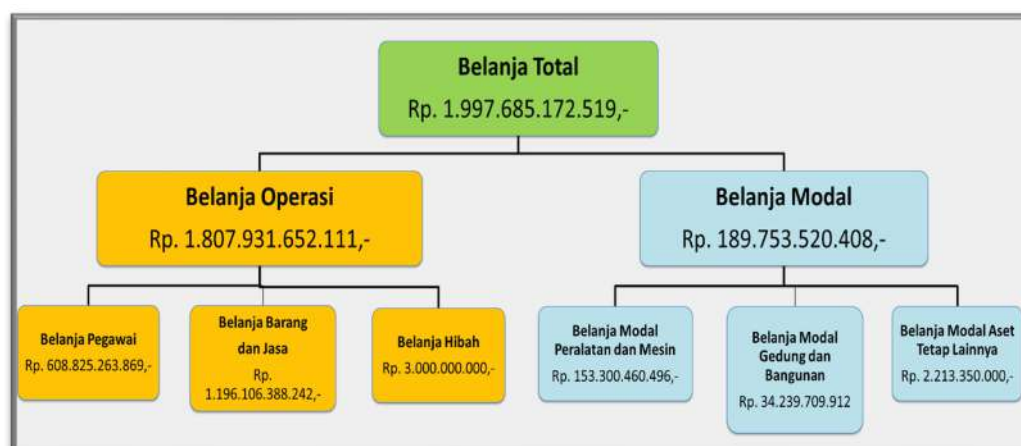 Belanja Total
Rp. 1.997.685.172.519,-
Belanja Operasi
Rp. 1.807.931.652.111,-
Belanja Modal
Rp. 189.753.520.408,-
Belanja Pegawai
Rp. 608.825.263.869,-
Belanja Barang
dan Jasa
Rp.
1.196.106.388.242,-
Belanja Hibah
Rp. 3.000.000.000,-
Belanja Modal
Peralatan dan Mesin
Rp. 153.300.460.496,-
Belanja Modal
Gedung dan
Bangunan
Rp. 34.239.709.912
Belanja Modal Aset
Tetap Lainnya
Rp. 2.213.350.000,-